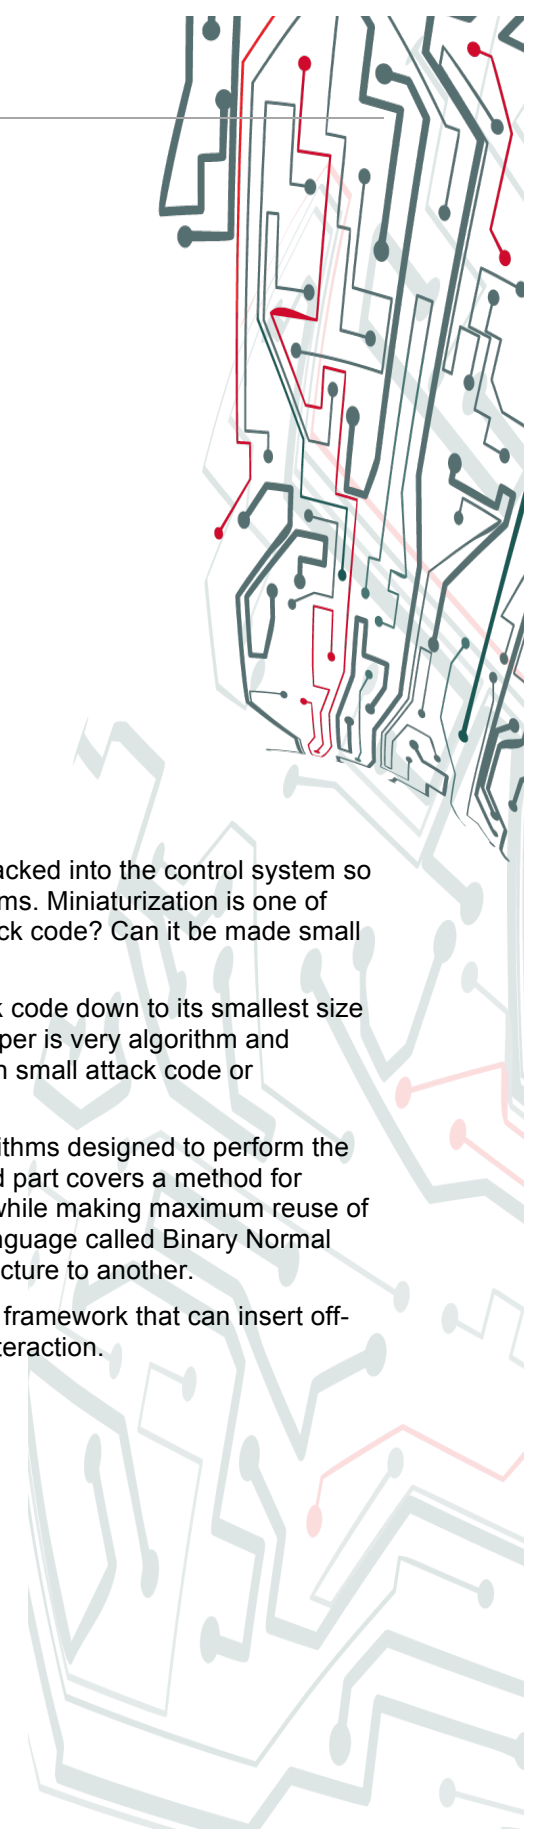 acked into the control system so
ms. Miniaturization is one of
ck code? Can it be made small
k code down to its smallest size
per is very algorithm and
n small attack code or
ithms designed to perform the
d part covers a method for
while making maximum reuse of
nguage called Binary Normal
cture to another.
framework that can insert off-
teraction.